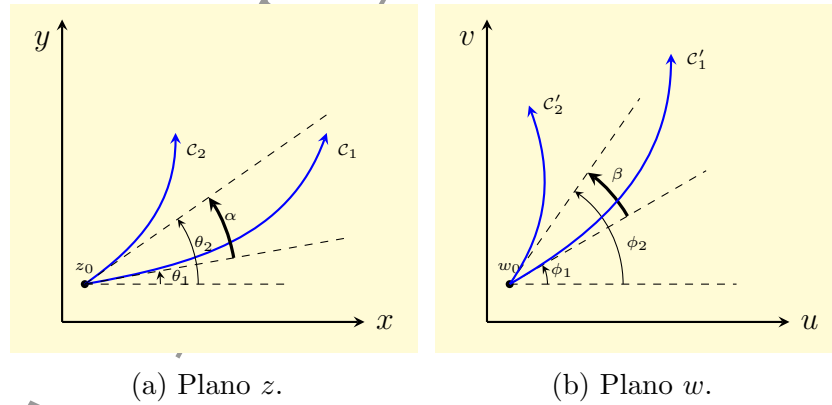 y
C₂
C₁
α
θ₂
z₀
θ₁
x
(a) Plano z.
v
C′₁
C′₂
β
ϕ₂
w₀
ϕ₁
u
(b) Plano w.